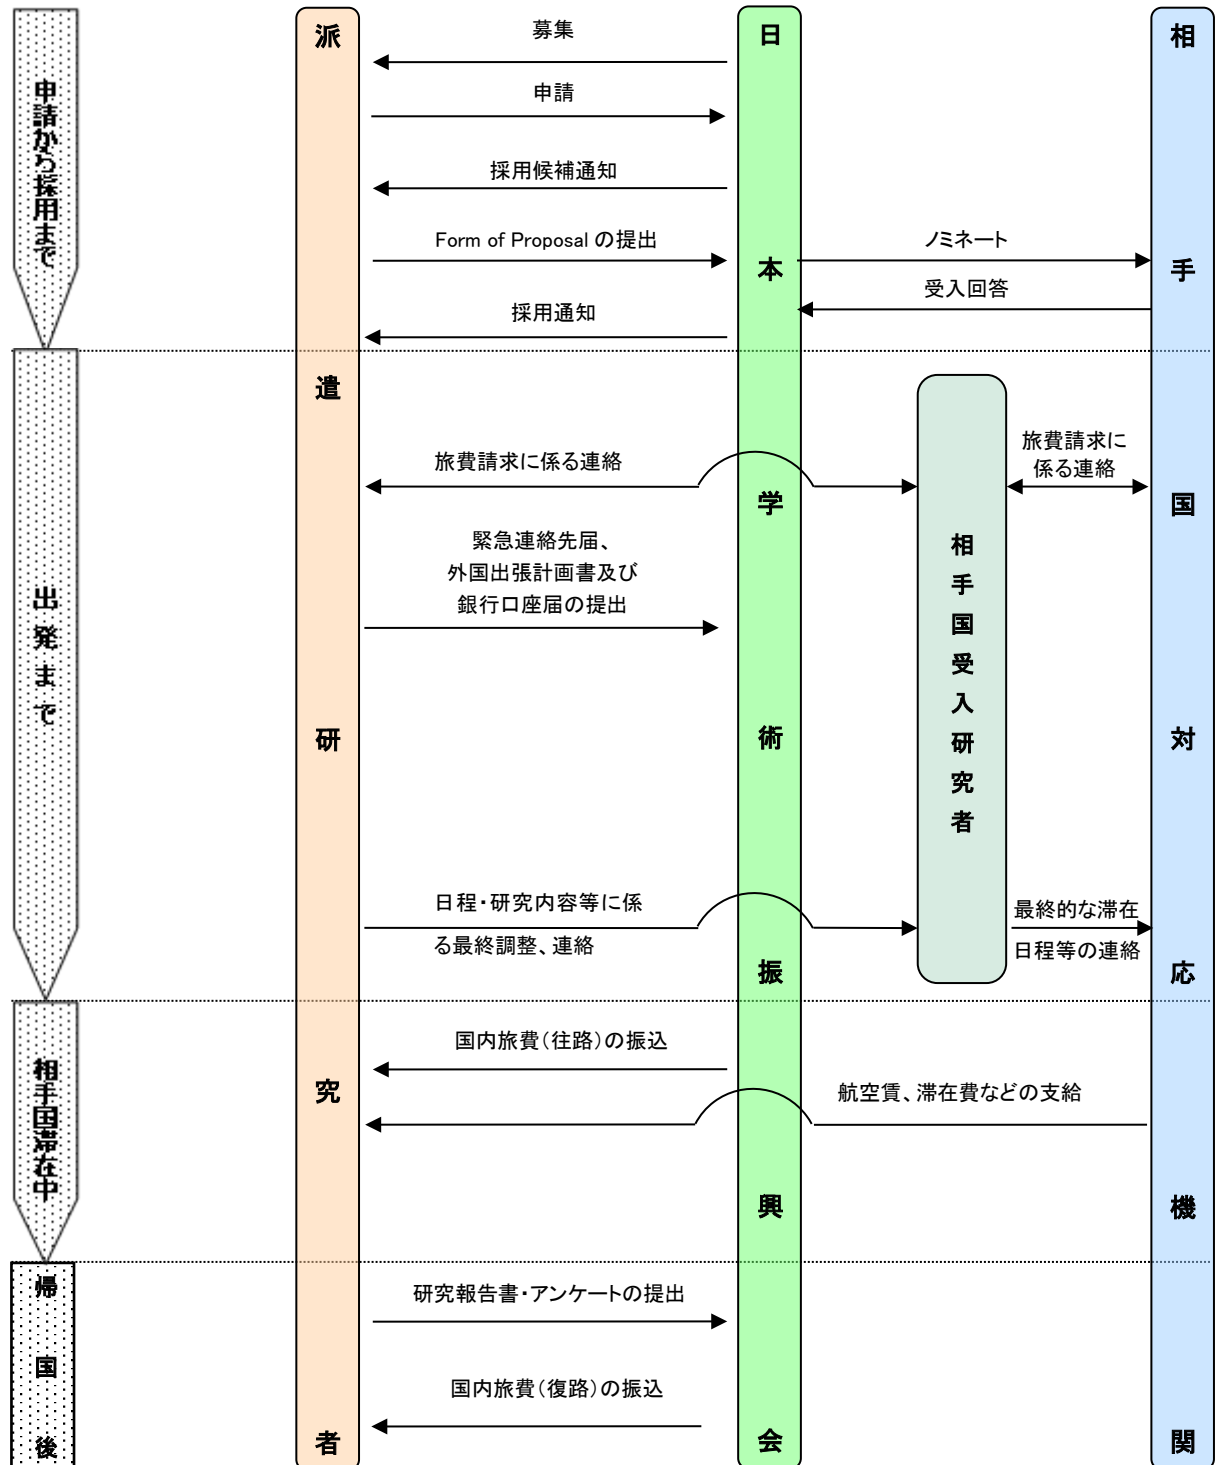 申請から採用まで
出発まで
相手国滞在中
帰国後
派遣研究者
日本学術振興会
相手国対応機関
相手国受入研究者
募集
申請
採用候補通知
Form of Proposal の提出
ノミネート
受入回答
採用通知
旅費請求に係る連絡
旅費請求に
係る連絡
緊急連絡先届、
外国出張計画書及び
銀行口座届の提出
日程・研究内容等に係
る最終調整、連絡
最終的な滞在
日程等の連絡
国内旅費(往路)の振込
航空賃、滞在費などの支給
研究報告書・アンケートの提出
国内旅費(復路)の振込